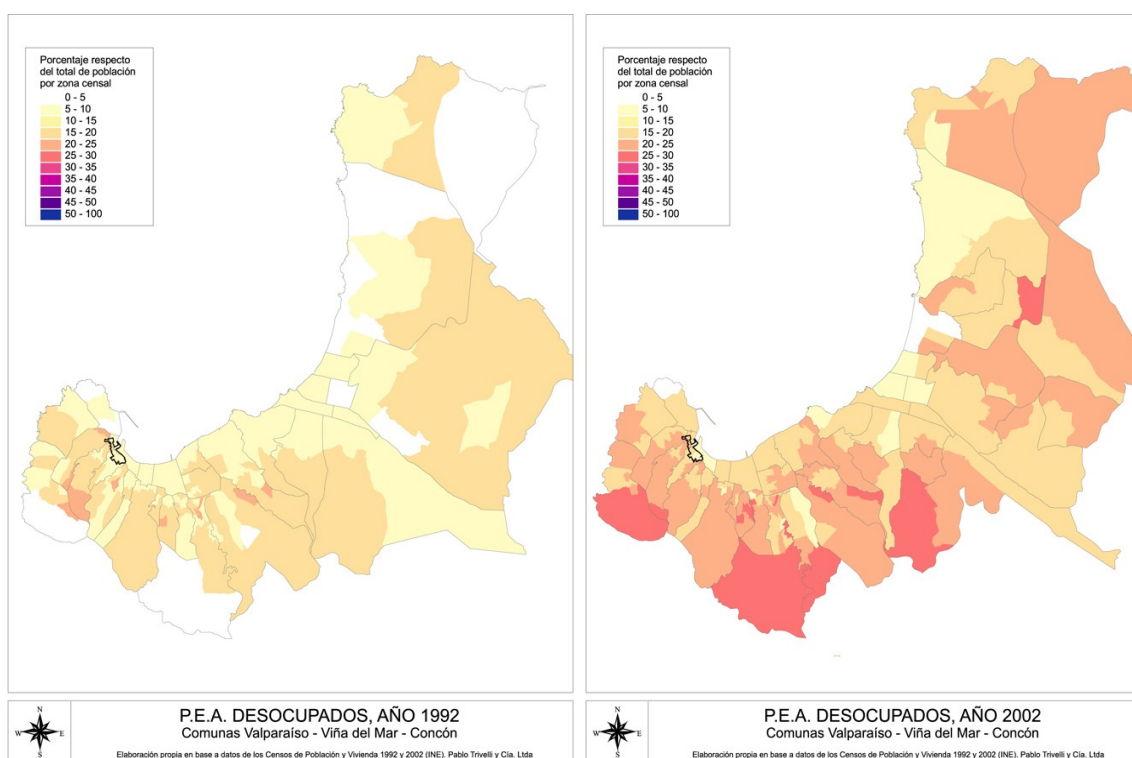 Porcentaje respecto
del total de población
por zona censal
0 - 5
5 - 10
10 - 15
15 - 20
20 - 25
25 - 30
30 - 35
35 - 40
40 - 45
45 - 50
50 - 100
N
W E
S
P.E.A. DESOCUPADOS, AÑO 1992
Comunas Valparaíso - Viña del Mar - Concón
Elaboración propia en base a datos de los Censos de Población y Vivienda 1992 y 2002 (INE). Pablo Trivelli y Cía. Ltda
Porcentaje respecto
del total de población
por zona censal
0 - 5
5 - 10
10 - 15
15 - 20
20 - 25
25 - 30
30 - 35
35 - 40
40 - 45
45 - 50
50 - 100
N
W E
S
P.E.A. DESOCUPADOS, AÑO 2002
Comunas Valparaíso - Viña del Mar - Concón
Elaboración propia en base a datos de los Censos de Población y Vivienda 1992 y 2002 (INE). Pablo Trivelli y Cía. Ltda